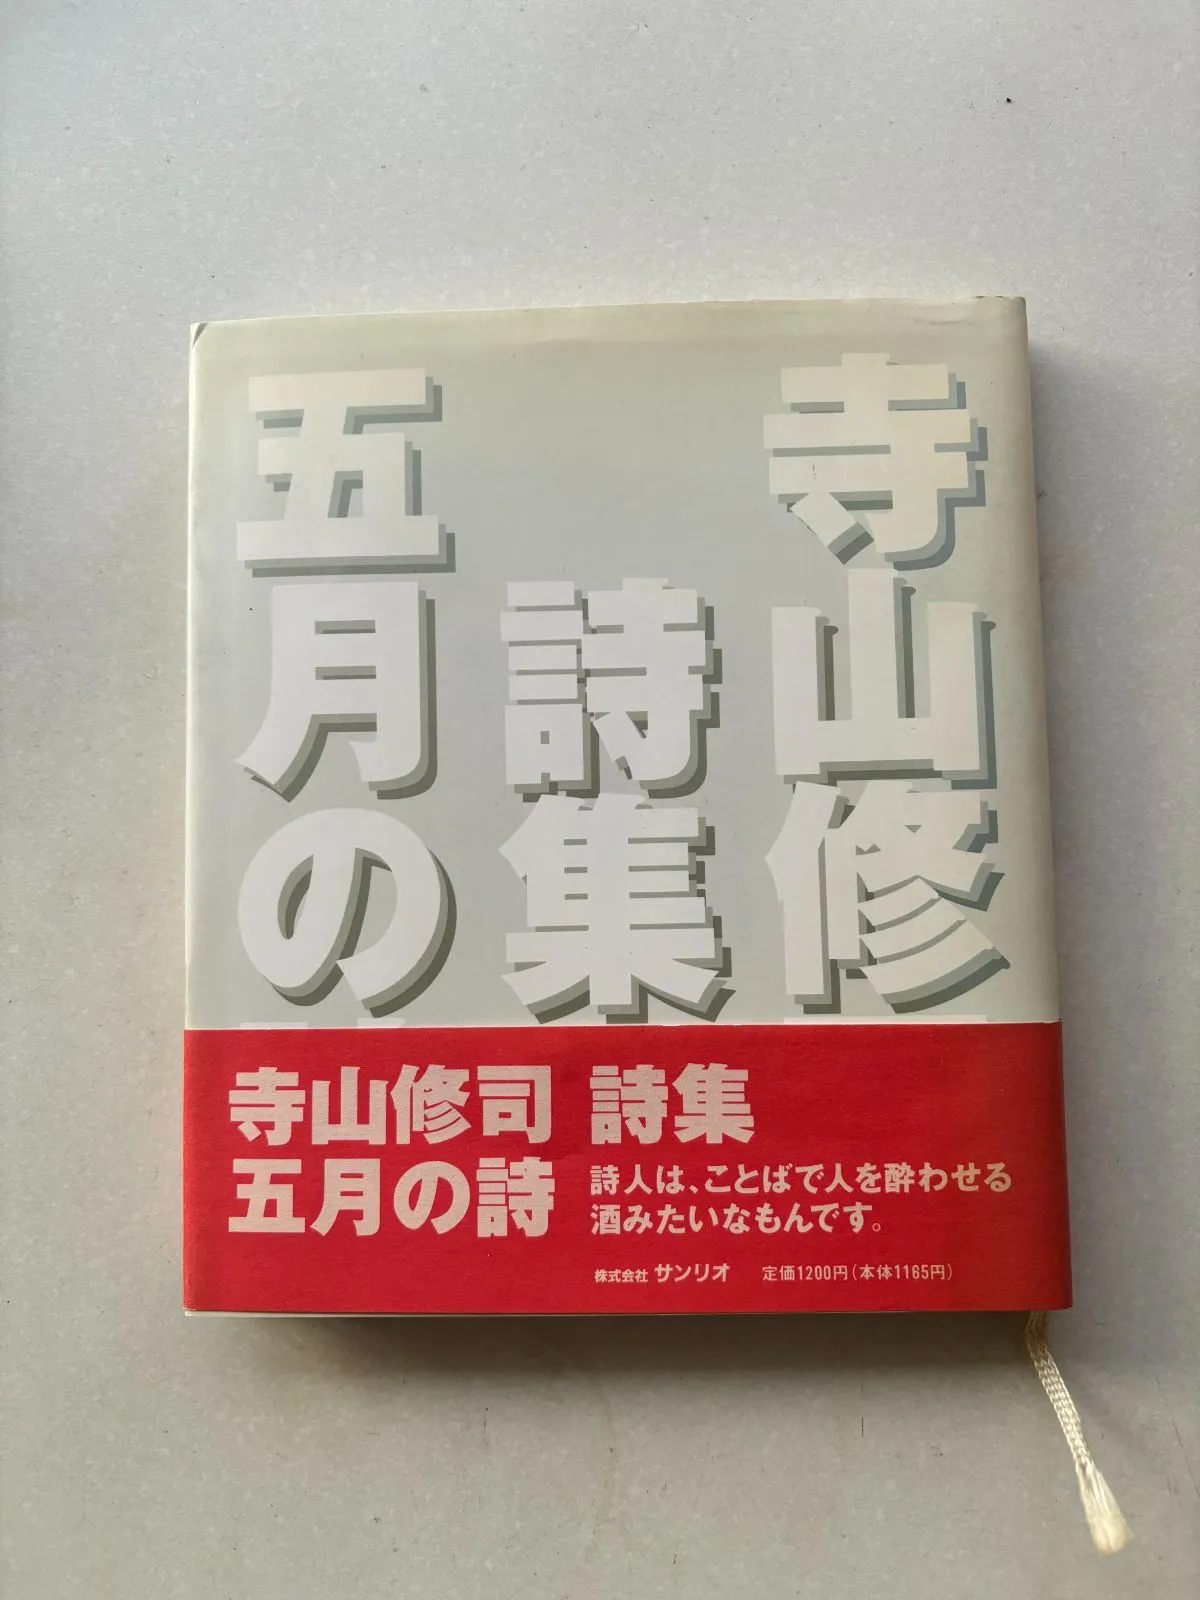 寺山修
詩集
五月の
寺山修司 詩集
五月の詩
詩人は、ことばで人を酔わせる
酒みたいなもんです。
株式会社 サンリオ 定価1200円(本体1165円)